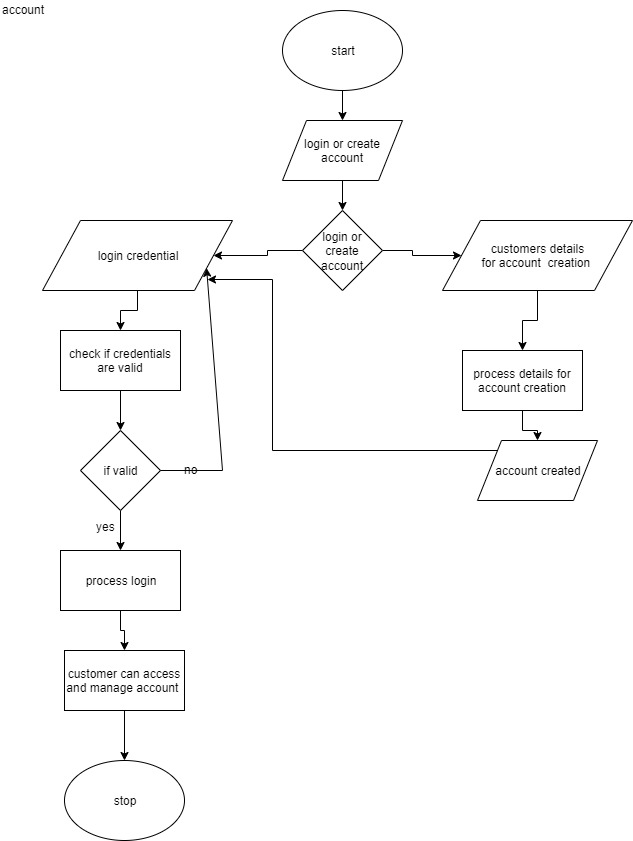 account
start
login or create
account
login or
create
account
login credential
customers details
for account creation
check if credentials
are valid
process details for
account creation
if valid
no
account created
yes
process login
customer can access
and manage account
stop